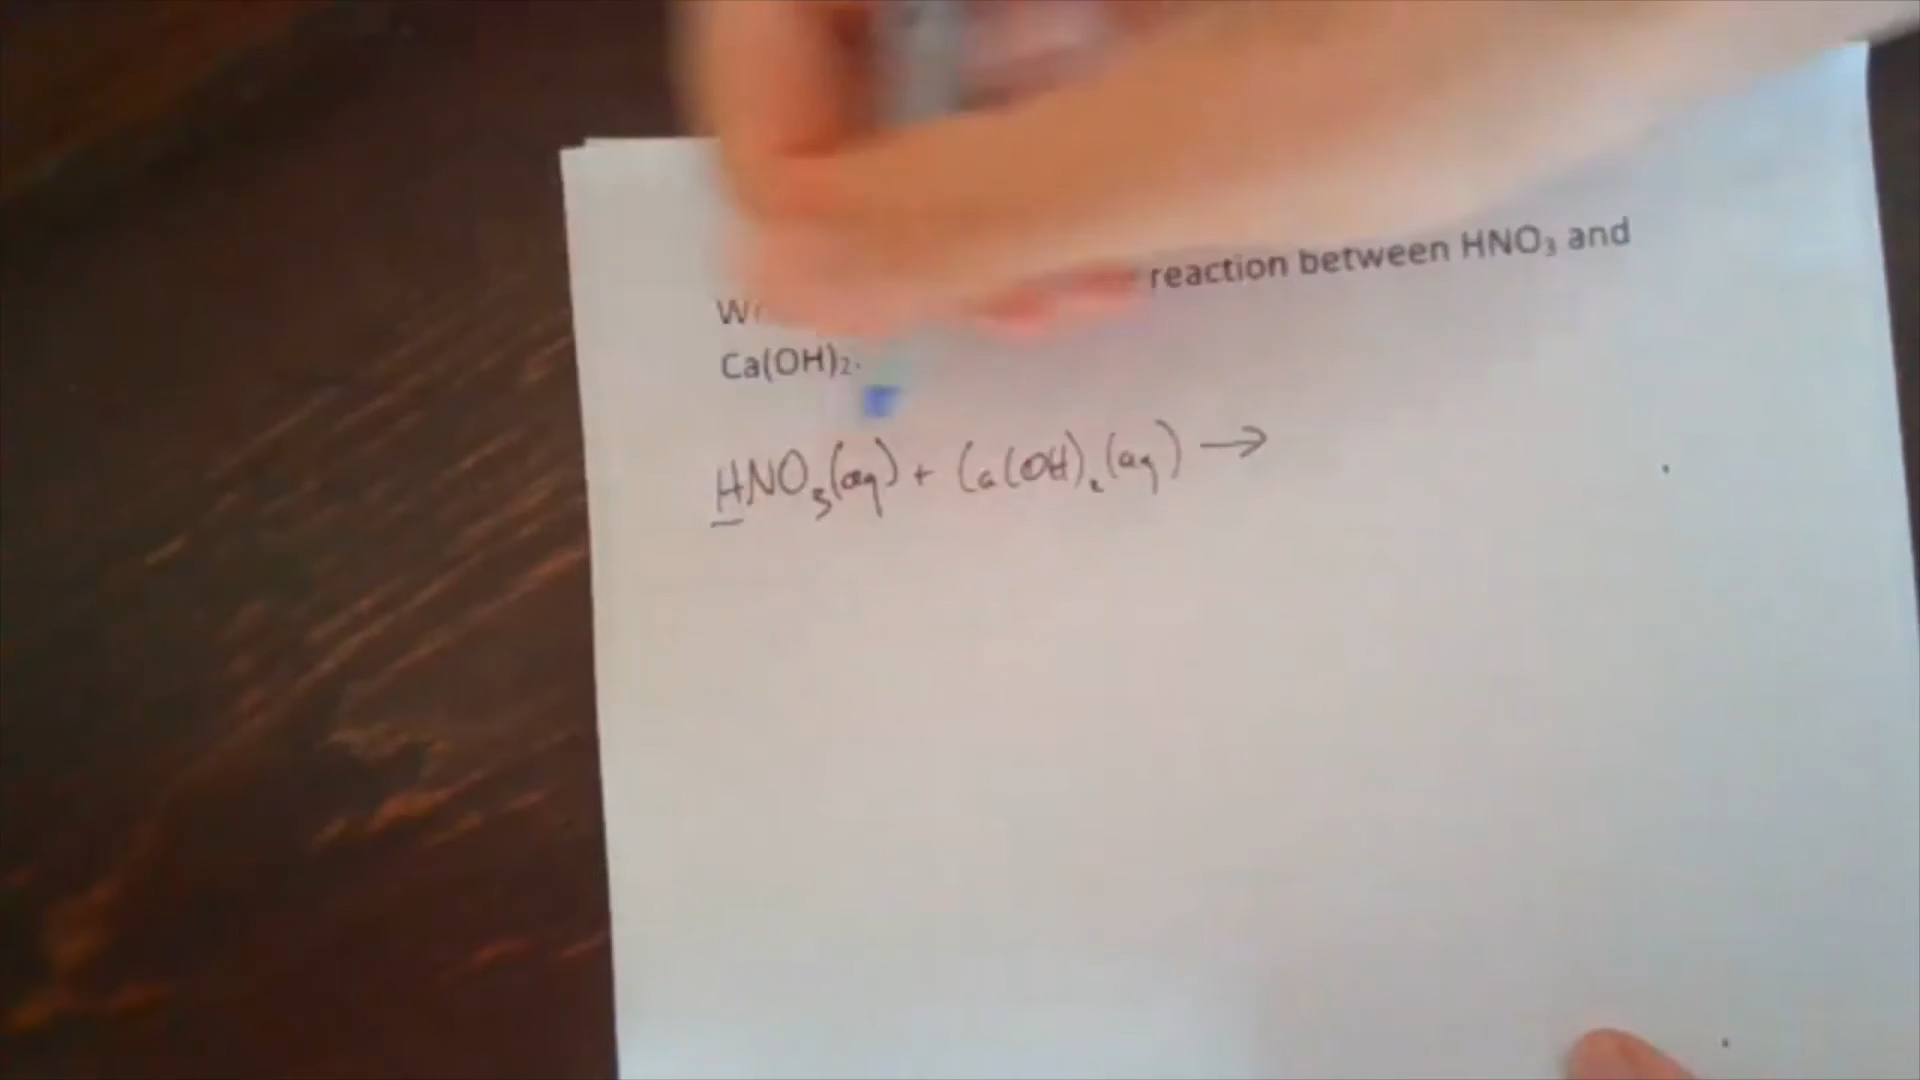 reaction between HNO₃ and
Ca(OH)₂.
HNO₃(aq) + Ca(OH)₂(aq) →